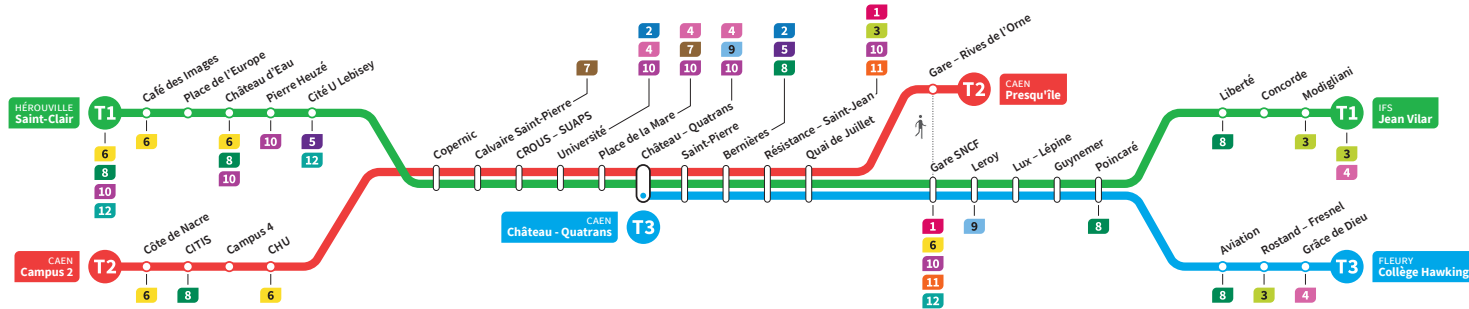 HÉROUVILLE
Saint-Clair
T1
6
8
10
12
Café des Images
6
Place de l'Europe
Château d'Eau
6
8
10
Pierre Heuzé
10
Cité U Lebisey
5
12
CAEN
Campus 2
T2
Côte de Nacre
6
CITIS
8
Campus 4
CHU
6
Copernic
Calvaire Saint-Pierre
7
CROUS – SUAPS
Université
2
4
10
Place de la Mare
4
7
10
Château – Quatrans
4
9
10
CAEN
Château - Quatrans
T3
Saint-Pierre
Bernières
2
5
8
Résistance – Saint-Jean
1
3
10
11
Quai de Juillet
Gare – Rives de l'Orne
T2
CAEN
Presqu'île
Gare SNCF
1
6
10
11
12
Leroy
9
Lux – Lépine
Guynemer
Poincaré
8
Liberté
8
Concorde
Modigliani
3
T1
3
4
IFS
Jean Vilar
Aviation
8
Rostand – Fresnel
3
Grâce de Dieu
4
T3
FLEURY
Collège Hawking